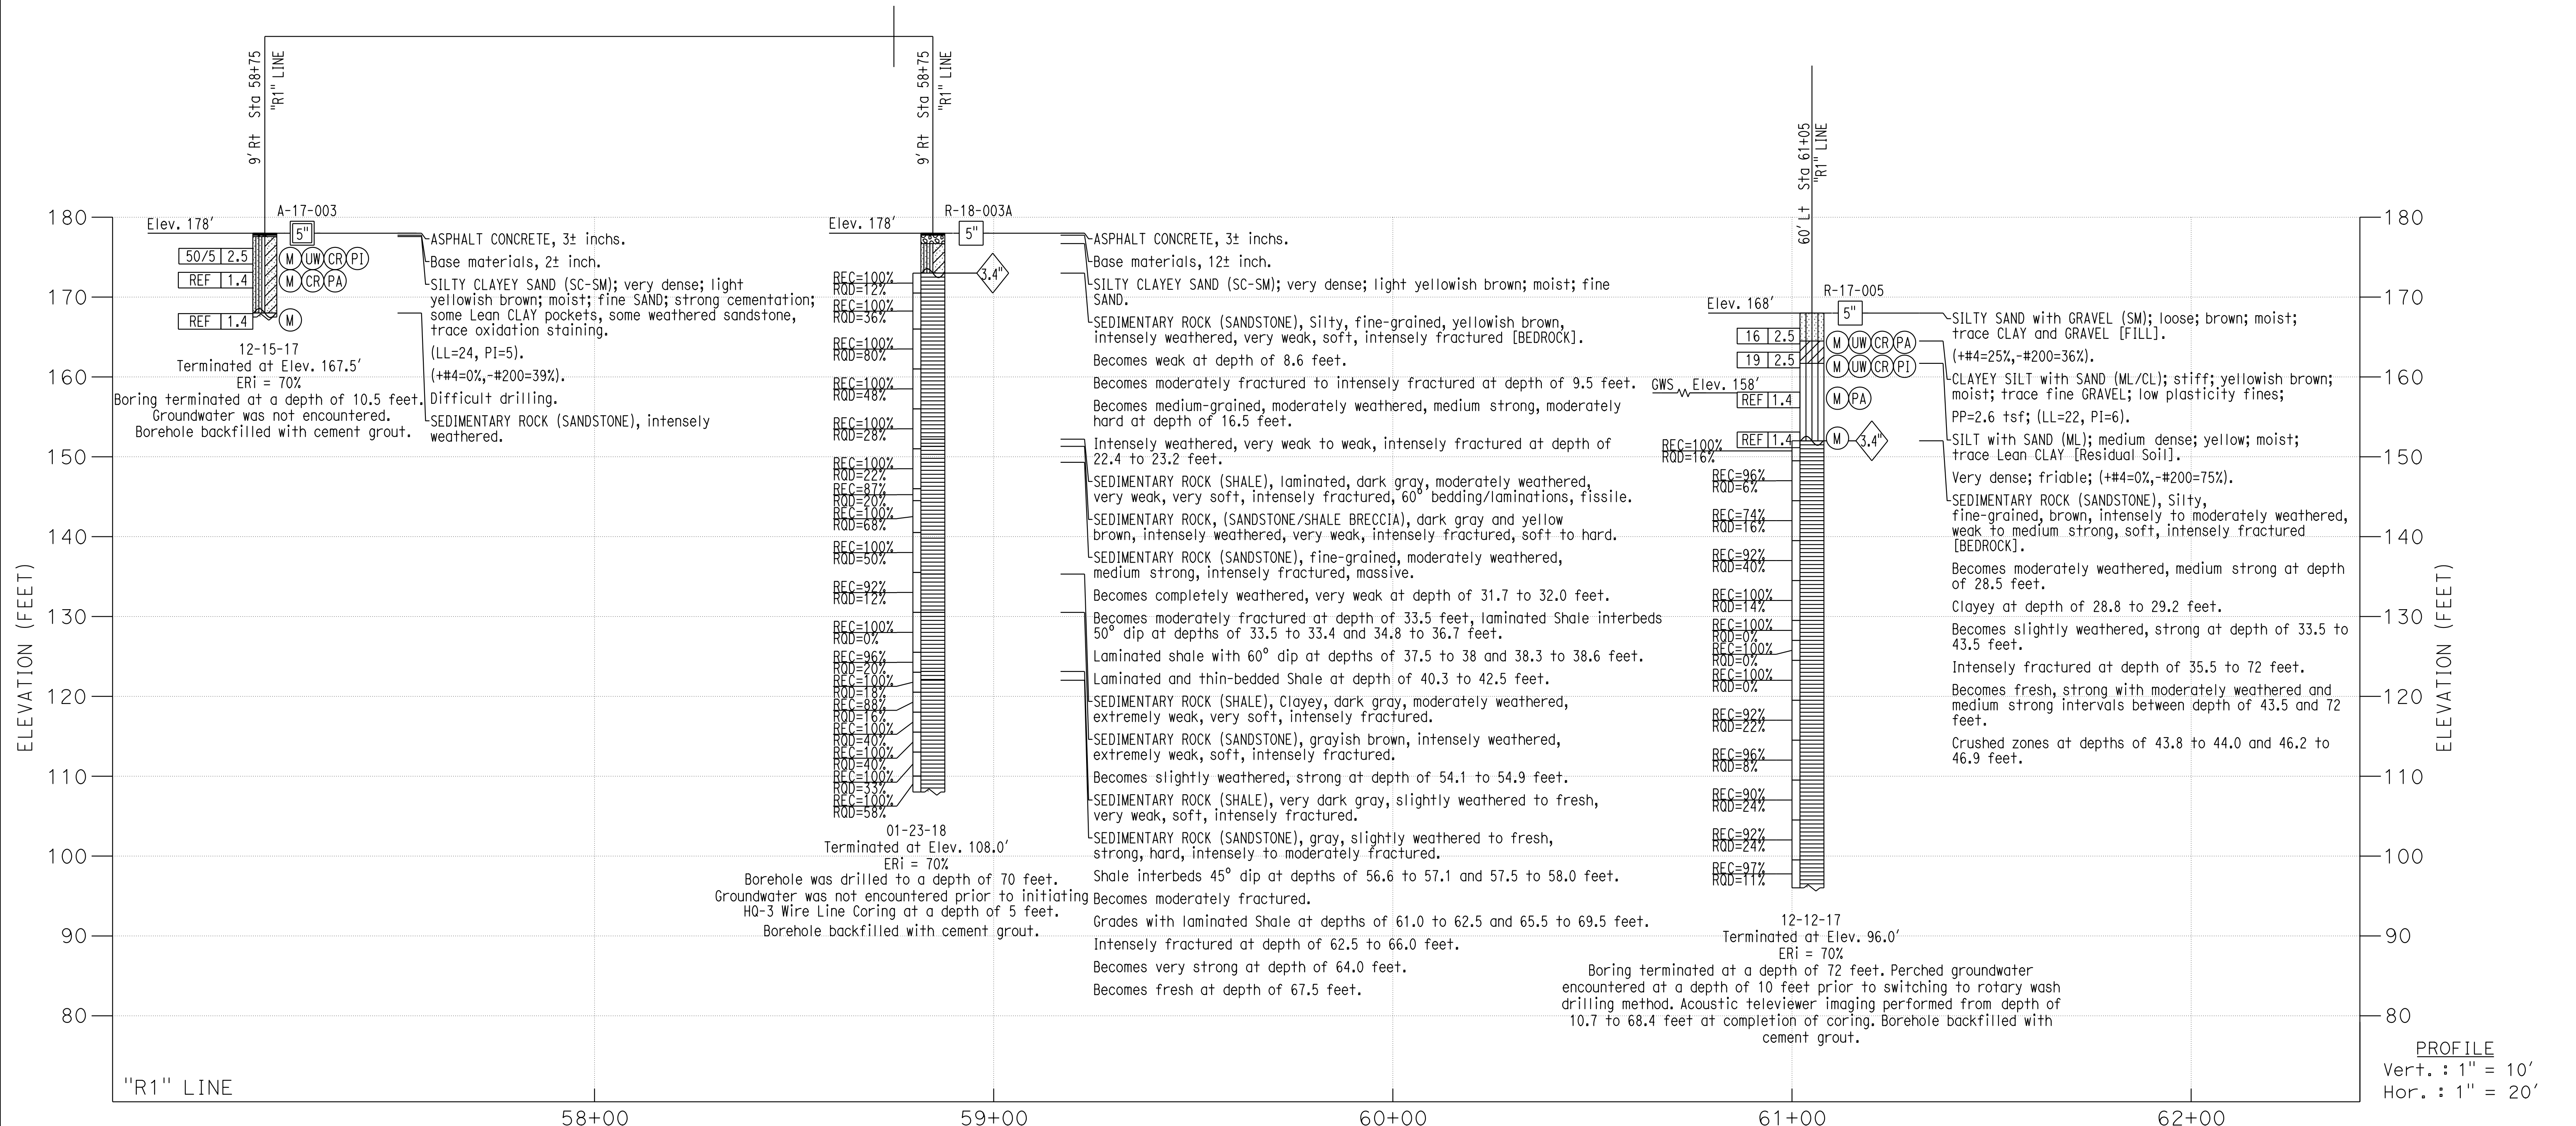 9' Rt Sta 58+75
"R1" LINE
9' Rt Sta 58+75
"R1" LINE
60' Lt Sta 61+05
"R1" LINE
ELEVATION (FEET)
180
170
160
150
140
130
120
110
100
90
80
Elev. 178'
A-17-003
5"
50/5 2.5
M UW CR PI
REF 1.4
M CR PA
REF 1.4
M
12-15-17
Terminated at Elev. 167.5'
ERi = 70%
Boring terminated at a depth of 10.5 feet.
Groundwater was not encountered.
Borehole backfilled with cement grout.
ASPHALT CONCRETE, 3± inchs.
Base materials, 2± inch.
SILTY CLAYEY SAND (SC-SM); very dense; light
yellowish brown; moist; fine SAND; strong cementation;
some Lean CLAY pockets, some weathered sandstone,
trace oxidation staining.
(LL=24, PI=5).
(+#4=0%,-#200=39%).
Difficult drilling.
SEDIMENTARY ROCK (SANDSTONE), intensely
weathered.
Elev. 178'
R-18-003A
5"
3.4"
REC=100%
RQD=12%
REC=100%
RQD=36%
REC=100%
RQD=80%
REC=100%
RQD=48%
REC=100%
RQD=28%
REC=100%
RQD=22%
REC=87%
RQD=20%
REC=100%
RQD=68%
REC=100%
RQD=50%
REC=92%
RQD=12%
REC=100%
RQD=0%
REC=96%
RQD=20%
REC=100%
RQD=18%
REC=88%
RQD=16%
REC=100%
RQD=40%
REC=100%
RQD=40%
REC=100%
RQD=33%
REC=100%
RQD=58%
01-23-18
Terminated at Elev. 108.0'
ERi = 70%
Borehole was drilled to a depth of 70 feet.
Groundwater was not encountered prior to initiating
HQ-3 Wire Line Coring at a depth of 5 feet.
Borehole backfilled with cement grout.
ASPHALT CONCRETE, 3± inchs.
Base materials, 12± inch.
SILTY CLAYEY SAND (SC-SM); very dense; light yellowish brown; moist; fine
SAND.
SEDIMENTARY ROCK (SANDSTONE), Silty, fine-grained, yellowish brown,
intensely weathered, very weak, soft, intensely fractured [BEDROCK].
Becomes weak at depth of 8.6 feet.
Becomes moderately fractured to intensely fractured at depth of 9.5 feet.
Becomes medium-grained, moderately weathered, medium strong, moderately
hard at depth of 16.5 feet.
Intensely weathered, very weak to weak, intensely fractured at depth of
22.4 to 23.2 feet.
SEDIMENTARY ROCK (SHALE), laminated, dark gray, moderately weathered,
very weak, very soft, intensely fractured, 60° bedding/laminations, fissile.
SEDIMENTARY ROCK, (SANDSTONE/SHALE BRECCIA), dark gray and yellow
brown, intensely weathered, very weak, intensely fractured, soft to hard.
SEDIMENTARY ROCK (SANDSTONE), fine-grained, moderately weathered,
medium strong, intensely fractured, massive.
Becomes completely weathered, very weak at depth of 31.7 to 32.0 feet.
Becomes moderately fractured at depth of 33.5 feet, laminated Shale interbeds
50° dip at depths of 33.5 to 33.4 and 34.8 to 36.7 feet.
Laminated shale with 60° dip at depths of 37.5 to 38 and 38.3 to 38.6 feet.
Laminated and thin-bedded Shale at depth of 40.3 to 42.5 feet.
SEDIMENTARY ROCK (SHALE), Clayey, dark gray, moderately weathered,
extremely weak, very soft, intensely fractured.
SEDIMENTARY ROCK (SANDSTONE), grayish brown, intensely weathered,
extremely weak, soft, intensely fractured.
Becomes slightly weathered, strong at depth of 54.1 to 54.9 feet.
SEDIMENTARY ROCK (SHALE), very dark gray, slightly weathered to fresh,
very weak, soft, intensely fractured.
SEDIMENTARY ROCK (SANDSTONE), gray, slightly weathered to fresh,
strong, hard, intensely to moderately fractured.
Shale interbeds 45° dip at depths of 56.6 to 57.1 and 57.5 to 58.0 feet.
Becomes moderately fractured.
Grades with laminated Shale at depths of 61.0 to 62.5 and 65.5 to 69.5 feet.
Intensely fractured at depth of 62.5 to 66.0 feet.
Becomes very strong at depth of 64.0 feet.
Becomes fresh at depth of 67.5 feet.
Elev. 168'
R-17-005
5"
16 2.5
M UW CR PA
19 2.5
M UW CR PI
GWS Elev. 158'
REF 1.4
M PA
REF 1.4
M 3.4"
REC=100%
RQD=16%
REC=96%
RQD=6%
REC=74%
RQD=16%
REC=92%
RQD=40%
REC=100%
RQD=14%
REC=100%
RQD=0%
REC=100%
RQD=0%
REC=100%
RQD=0%
REC=92%
RQD=22%
REC=96%
RQD=8%
REC=90%
RQD=24%
REC=92%
RQD=24%
REC=97%
RQD=11%
12-12-17
Terminated at Elev. 96.0'
ERi = 70%
Boring terminated at a depth of 72 feet. Perched groundwater
encountered at a depth of 10 feet prior to switching to rotary wash
drilling method. Acoustic televiewer imaging performed from depth of
10.7 to 68.4 feet at completion of coring. Borehole backfilled with
cement grout.
SILTY SAND with GRAVEL (SM); loose; brown; moist;
trace CLAY and GRAVEL [FILL].
(+#4=25%,-#200=36%).
CLAYEY SILT with SAND (ML/CL); stiff; yellowish brown;
moist; trace fine GRAVEL; low plasticity fines;
PP=2.6 tsf; (LL=22, PI=6).
SILT with SAND (ML); medium dense; yellow; moist;
trace Lean CLAY [Residual Soil].
Very dense; friable; (+#4=0%,-#200=75%).
SEDIMENTARY ROCK (SANDSTONE), Silty,
fine-grained, brown, intensely to moderately weathered,
weak to medium strong, soft, intensely fractured
[BEDROCK].
Becomes moderately weathered, medium strong at depth
of 28.5 feet.
Clayey at depth of 28.8 to 29.2 feet.
Becomes slightly weathered, strong at depth of 33.5 to
43.5 feet.
Intensely fractured at depth of 35.5 to 72 feet.
Becomes fresh, strong with moderately weathered and
medium strong intervals between depth of 43.5 and 72
feet.
Crushed zones at depths of 43.8 to 44.0 and 46.2 to
46.9 feet.
180
170
160
150
140
130
120
110
100
90
80
ELEVATION (FEET)
PROFILE
Vert. : 1" = 10'
Hor. : 1" = 20'
"R1" LINE
58+00
59+00
60+00
61+00
62+00